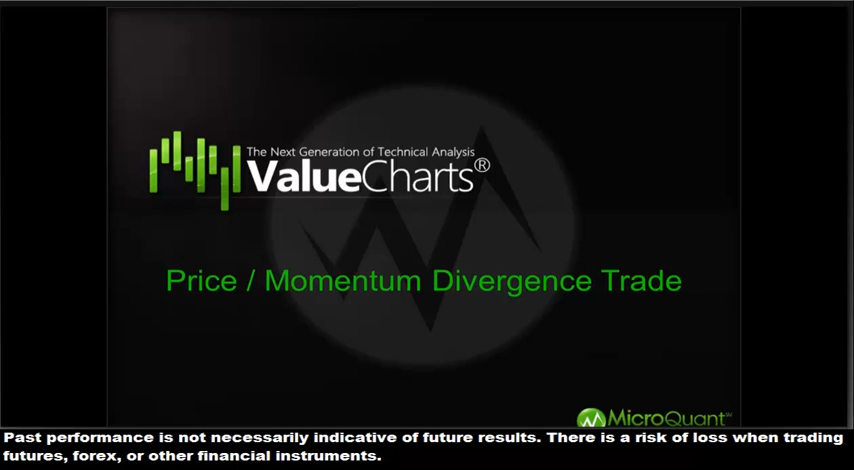 The Next Generation of Technical Analysis
ValueCharts®
Price / Momentum Divergence Trade
MicroQuant℠
Past performance is not necessarily indicative of future results. There is a risk of loss when trading
futures, forex, or other financial instruments.